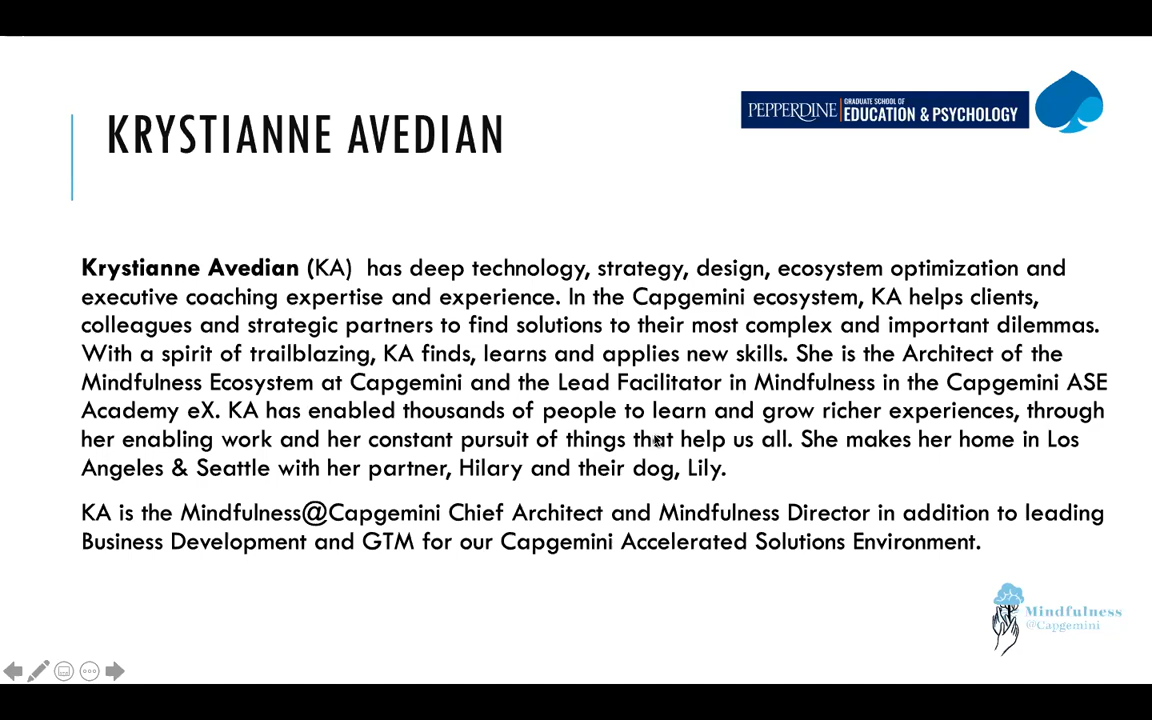 KRYSTIANNE AVEDIAN
PEPPERDINE GRADUATE SCHOOL OF EDUCATION & PSYCHOLOGY
Krystianne Avedian (KA) has deep technology, strategy, design, ecosystem optimization and
executive coaching expertise and experience. In the Capgemini ecosystem, KA helps clients,
colleagues and strategic partners to find solutions to their most complex and important dilemmas.
With a spirit of trailblazing, KA finds, learns and applies new skills. She is the Architect of the
Mindfulness Ecosystem at Capgemini and the Lead Facilitator in Mindfulness in the Capgemini ASE
Academy eX. KA has enabled thousands of people to learn and grow richer experiences, through
her enabling work and her constant pursuit of things that help us all. She makes her home in Los
Angeles & Seattle with her partner, Hilary and their dog, Lily.
KA is the Mindfulness@Capgemini Chief Architect and Mindfulness Director in addition to leading
Business Development and GTM for our Capgemini Accelerated Solutions Environment.
Mindfulness
@Capgemini